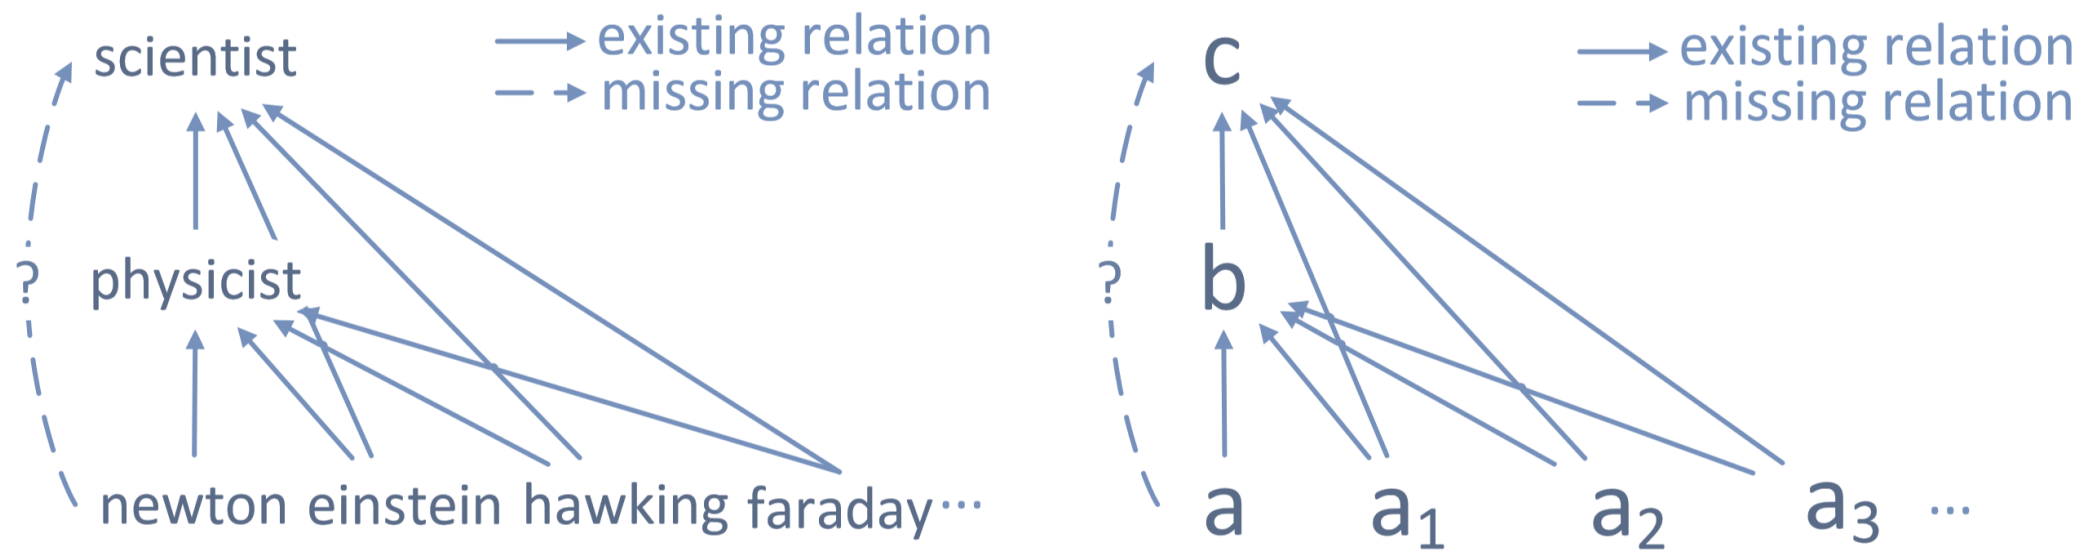 scientist
existing relation
missing relation
?
physicist
newton einstein hawking faraday ...
c
existing relation
missing relation
?
b
a a1 a2 a3 ...